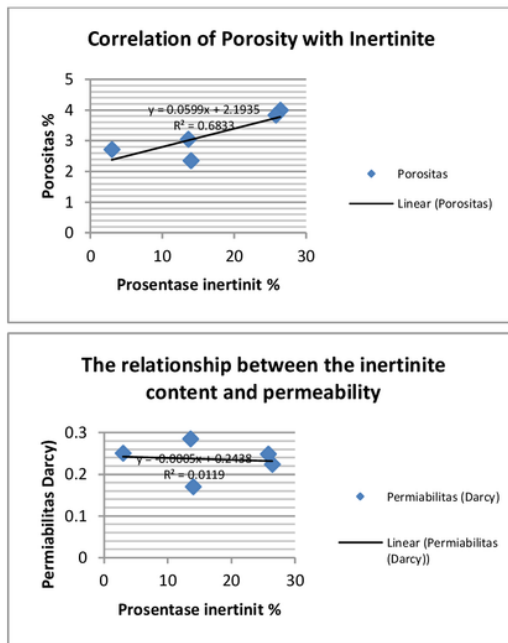 Correlation of Porosity with Inertinite
Porositas %
5
4
3
2
1
0
y = 0.0599x + 2.1935
R² = 0.6833
0 10 20 30
Prosentase inertinit %
Porositas
Linear (Porositas)
The relationship between the inertinite
content and permeability
Permiabilitas Darcy)
0.3
0.2
0.1
0
y = -0.0005x + 0.2438
R² = 0.0119
0 10 20 30
Prosentase inertinit %
Permiabilitas (Darcy)
Linear (Permiabilitas
(Darcy))